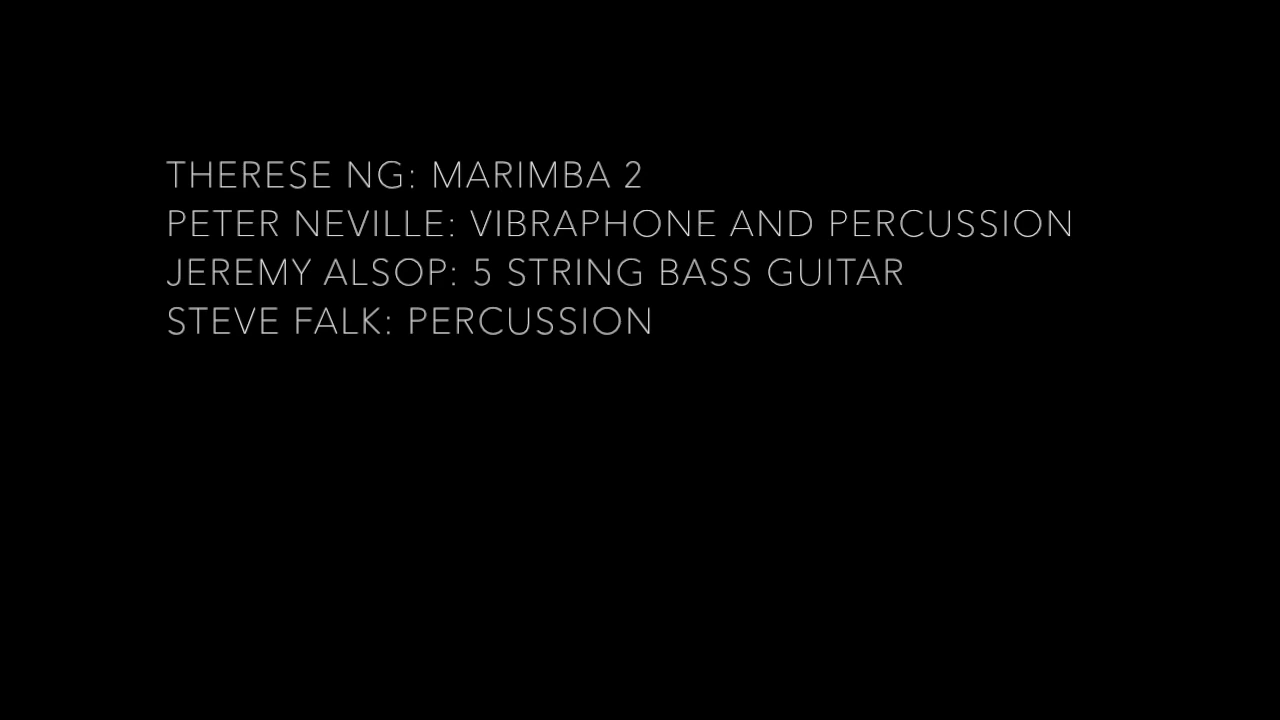 THERESE NG: MARIMBA 2
PETER NEVILLE: VIBRAPHONE AND PERCUSSION
JEREMY ALSOP: 5 STRING BASS GUITAR
STEVE FALK: PERCUSSION